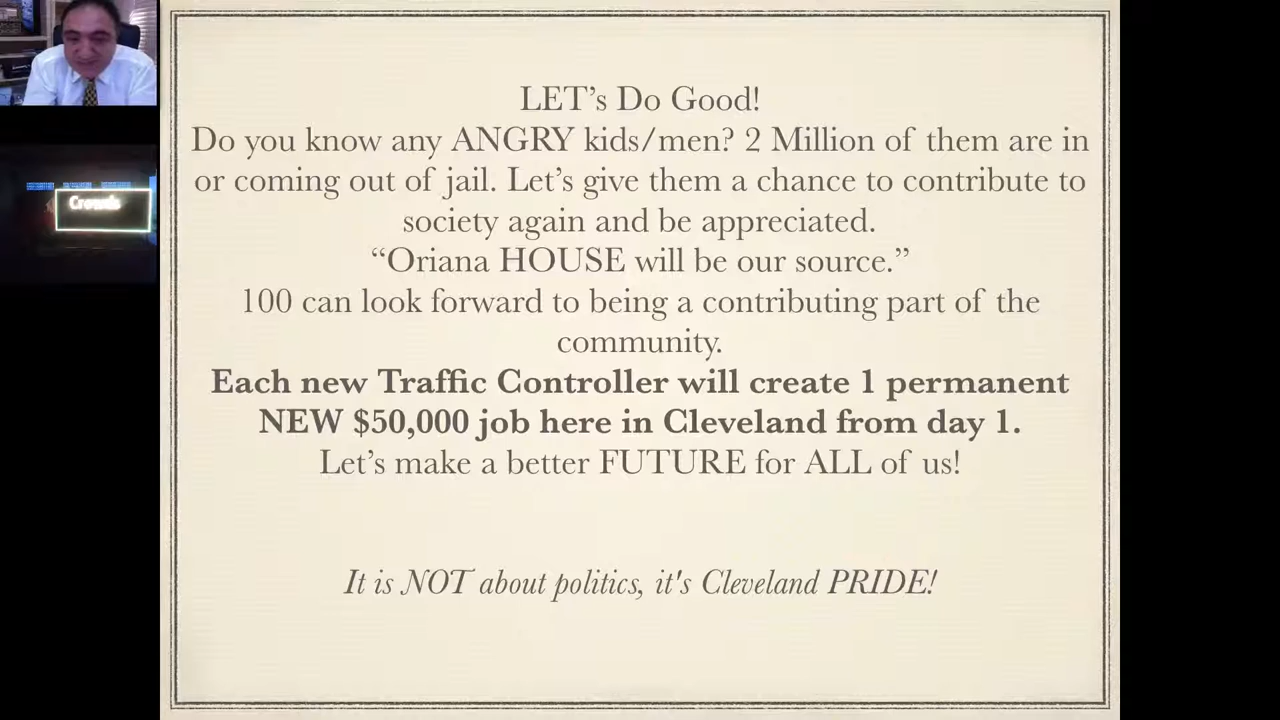 LET's Do Good!
Do you know any ANGRY kids/men? 2 Million of them are in
or coming out of jail. Let's give them a chance to contribute to
society again and be appreciated.
“Oriana HOUSE will be our source.”
100 can look forward to being a contributing part of the
community.
Each new Traffic Controller will create 1 permanent
NEW $50,000 job here in Cleveland from day 1.
Let's make a better FUTURE for ALL of us!
It is NOT about politics, it's Cleveland PRIDE!